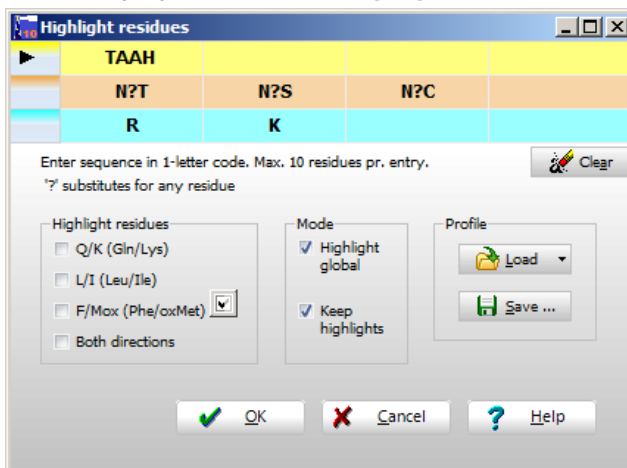 Highlight residues
TAAH
N?T N?S N?C
R K
Enter sequence in 1-letter code. Max. 10 residues pr. entry.
'?' substitutes for any residue
Clear
Highlight residues
Q/K (Gln/Lys)
L/I (Leu/Ile)
F/Mox (Phe/oxMet)
Both directions
Mode
Highlight
global
Keep
highlights
Profile
Load
Save ...
OK Cancel Help